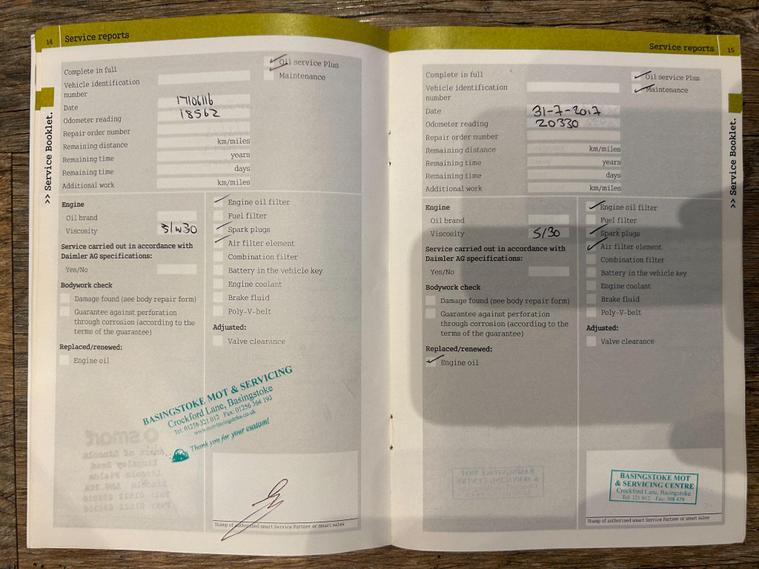 14 Service reports
Complete in full
Oil service Plus
Maintenance
Vehicle identification
number
Date 17/06/16
Odometer reading 18562
Repair order number
Remaining distance km/miles
Remaining time years
Remaining time days
Additional work km/miles
Engine
Oil brand
Viscosity 5/W30
Service carried out in accordance with
Daimler AG specifications:
Yes/No
Bodywork check
Damage found (see body repair form)
Guarantee against perforation
through corrosion (according to the
terms of the guarantee)
Replaced/renewed:
Engine oil
Engine oil filter
Fuel filter
Spark plugs
Air filter element
Combination filter
Battery in the vehicle key
Engine coolant
Brake fluid
Poly-V-belt
Adjusted:
Valve clearance
BASINGSTOKE MOT & SERVICING
Crockford Lane, Basingstoke
Tel: 01256 321 012 Fax: 01256
Thank you for your custom!
Stamp of authorised smart Service Partner or smart sales
>> Service Booklet.
Service reports 15
Complete in full
Oil service Plus
Maintenance
Vehicle identification
number
Date 31-7-2017
Odometer reading 20330
Repair order number
Remaining distance km/miles
Remaining time years
Remaining time days
Additional work km/miles
Engine
Oil brand
Viscosity 5/30
Service carried out in accordance with
Daimler AG specifications:
Yes/No
Bodywork check
Damage found (see body repair form)
Guarantee against perforation
through corrosion (according to the
terms of the guarantee)
Replaced/renewed:
Engine oil
Engine oil filter
Fuel filter
Spark plugs
Air filter element
Combination filter
Battery in the vehicle key
Engine coolant
Brake fluid
Poly-V-belt
Adjusted:
Valve clearance
BASINGSTOKE MOT
& SERVICING CENTRE
Crockford Lane, Basingstoke
Tel: 321 012 Fax:
Stamp of authorised smart Service Partner or smart sales
>> Service Booklet.